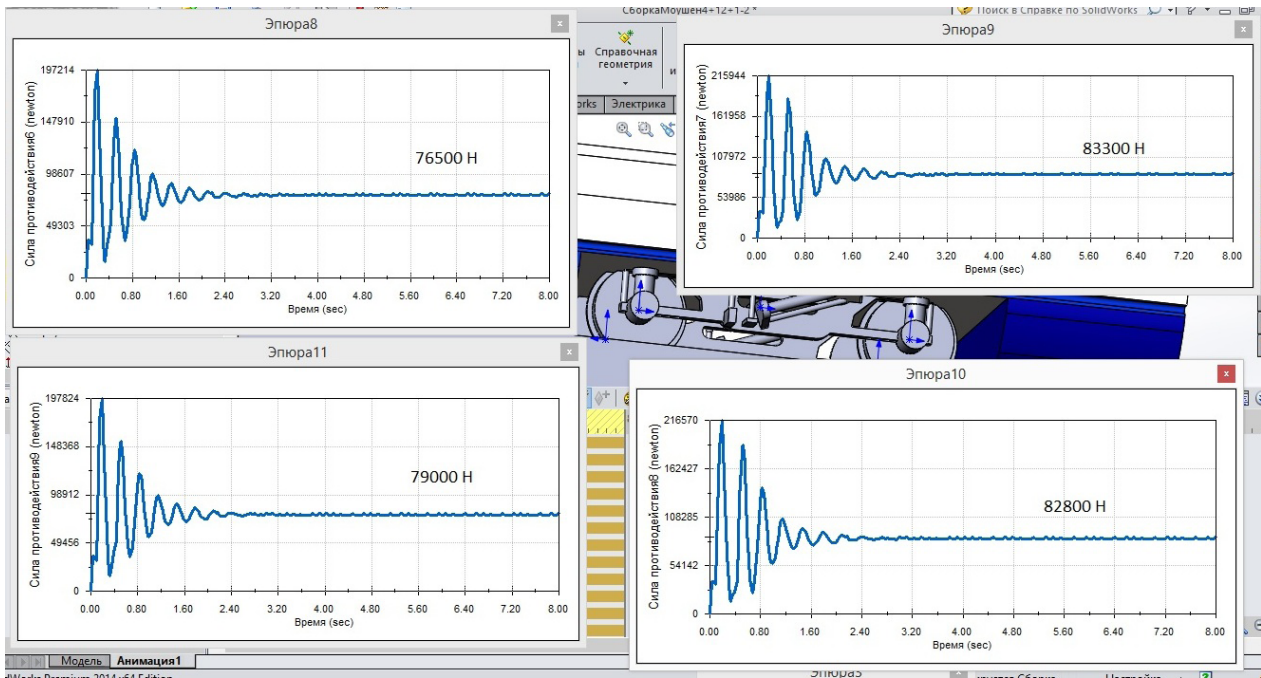 СборкаМоушен4+12+1-2 *
Поиск в Справке по SolidWorks
Справочная
геометрия
Электрика
Эпюра8
Сила противодействия6 (newton)
197214
147910
98607
49303
0
76500 Н
0.00 0.80 1.60 2.40 3.20 4.00 4.80 5.60 6.40 7.20 8.00
Время (sec)
Эпюра9
Сила противодействия7 (newton)
215944
161958
107972
53986
0
83300 Н
0.00 0.80 1.60 2.40 3.20 4.00 4.80 5.60 6.40 7.20 8.00
Время (sec)
Эпюра11
Сила противодействия9 (newton)
197824
148368
98912
49456
0
79000 Н
0.00 0.80 1.60 2.40 3.20 4.00 4.80 5.60 6.40 7.20 8.00
Время (sec)
Эпюра10
Сила противодействия8 (newton)
216570
162427
108285
54142
0
82800 Н
0.00 0.80 1.60 2.40 3.20 4.00 4.80 5.60 6.40 7.20 8.00
Время (sec)
Модель Анимация1
Premium 2014 x64 Edition